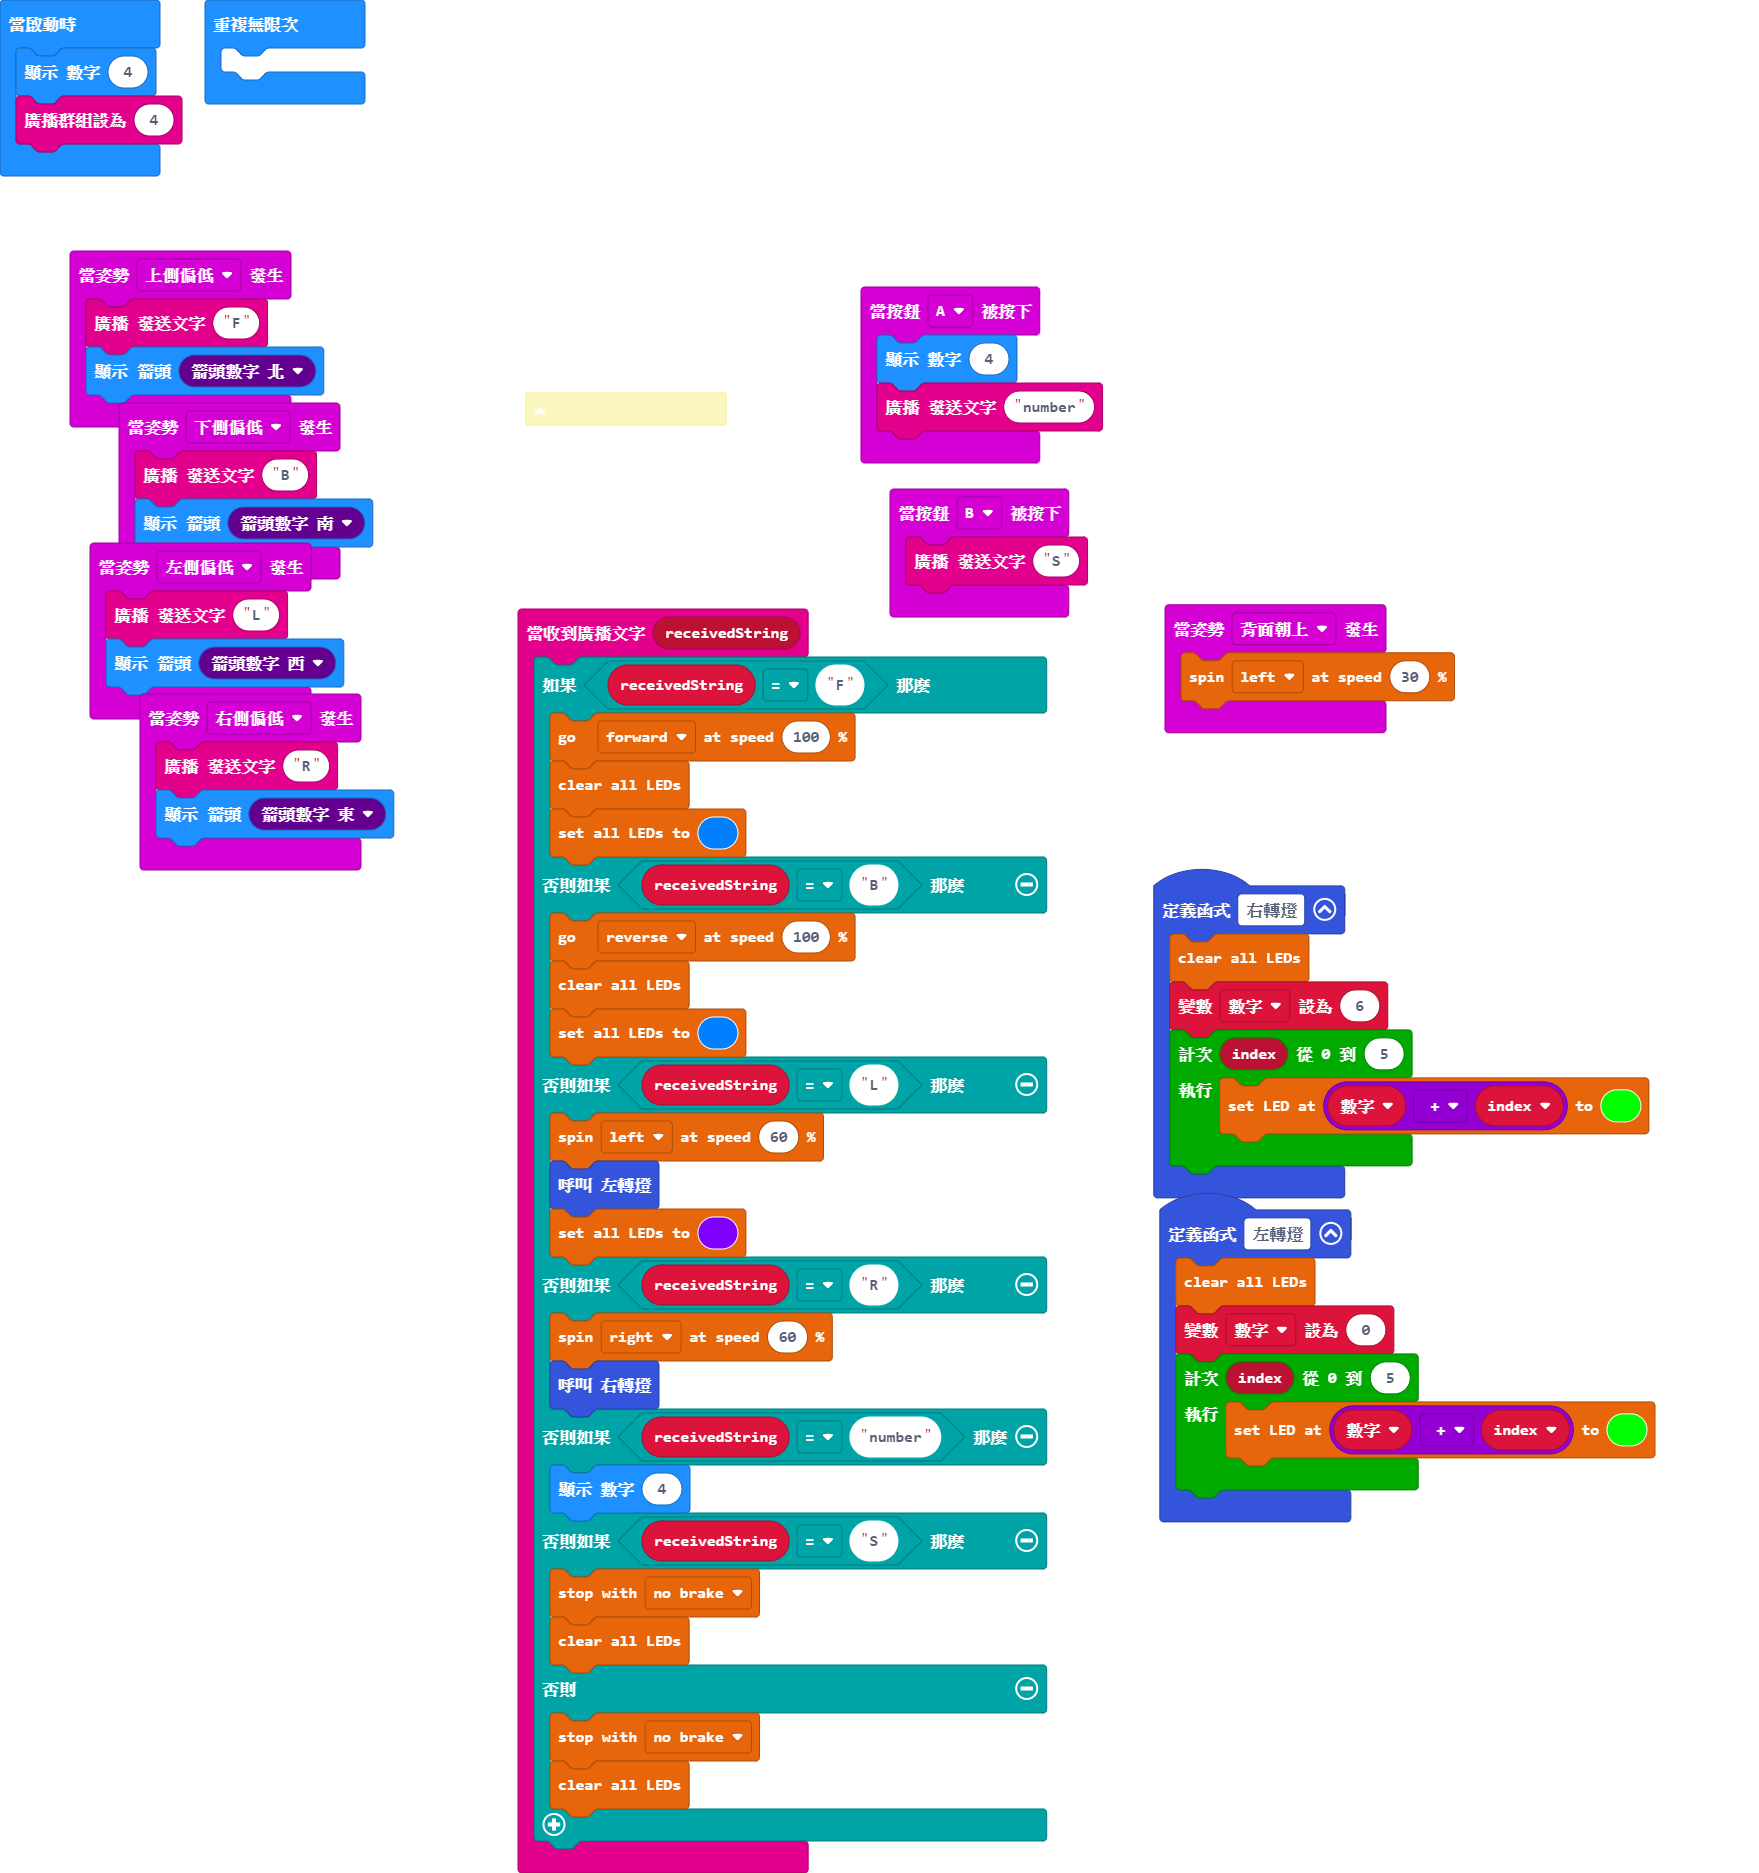 當啟動時
顯示 數字 4
廣播群組設為 4
重複無限次
當姿勢 上側偏低 發生
廣播 發送文字 "F"
顯示 箭頭 箭頭數字 北
當姿勢 下側偏低 發生
廣播 發送文字 "B"
顯示 箭頭 箭頭數字 南
當姿勢 左側偏低 發生
廣播 發送文字 "L"
顯示 箭頭 箭頭數字 西
當姿勢 右側偏低 發生
廣播 發送文字 "R"
顯示 箭頭 箭頭數字 東
當按鈕 A 被按下
顯示 數字 4
廣播 發送文字 "number"
當按鈕 B 被按下
廣播 發送文字 "S"
當收到廣播文字 receivedString
如果 receivedString = "F" 那麼
go forward at speed 100 %
clear all LEDs
set all LEDs to
否則如果 receivedString = "B" 那麼
go reverse at speed 100 %
clear all LEDs
set all LEDs to
否則如果 receivedString = "L" 那麼
spin left at speed 60 %
呼叫 左轉燈
set all LEDs to
否則如果 receivedString = "R" 那麼
spin right at speed 60 %
呼叫 右轉燈
否則如果 receivedString = "number" 那麼
顯示 數字 4
否則如果 receivedString = "S" 那麼
stop with no brake
clear all LEDs
否則
stop with no brake
clear all LEDs
當姿勢 背面朝上 發生
spin left at speed 30 %
定義函式 右轉燈
clear all LEDs
變數 數字 設為 6
計次 index 從 0 到 5
執行 set LED at 數字 + index to
定義函式 左轉燈
clear all LEDs
變數 數字 設為 0
計次 index 從 0 到 5
執行 set LED at 數字 + index to